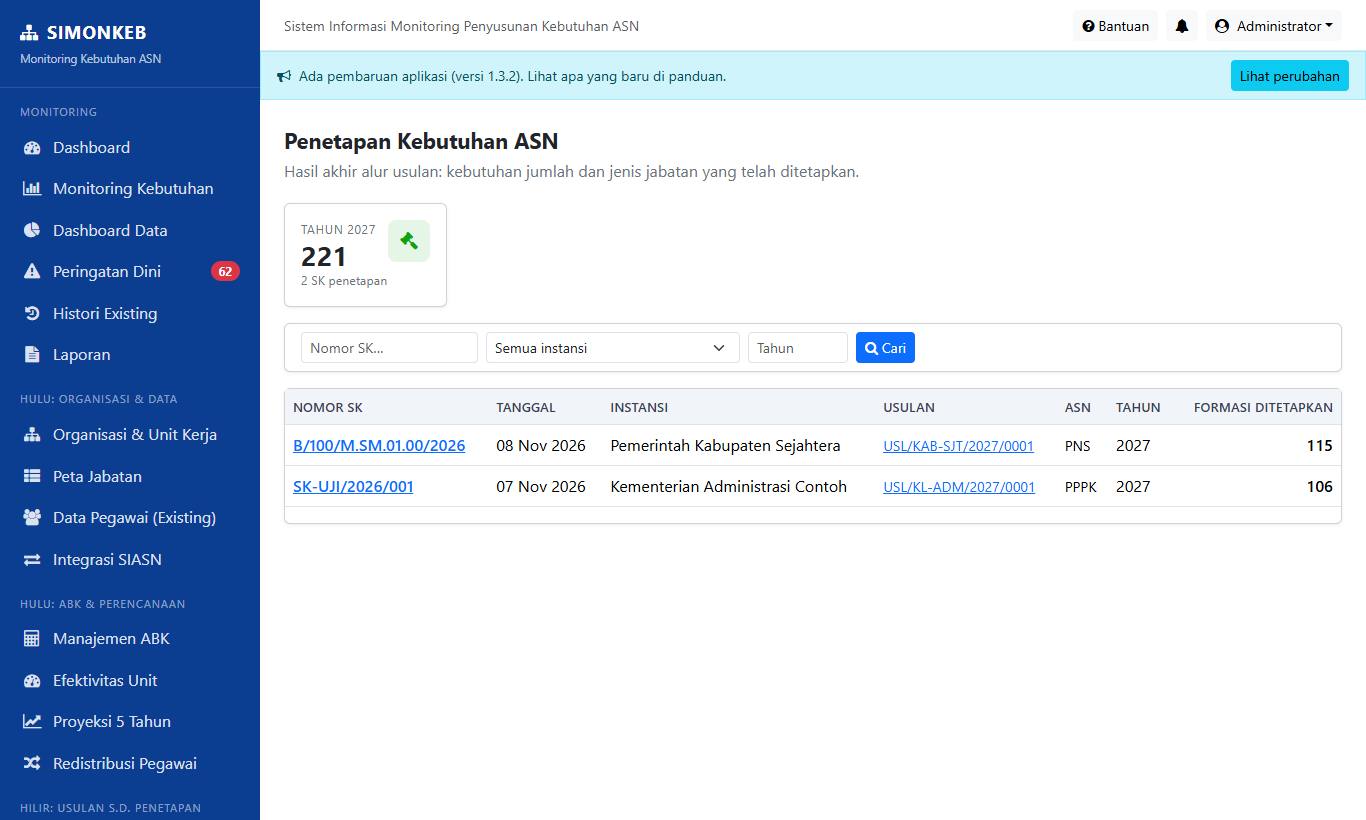 SIMONKEB
Monitoring Kebutuhan ASN
MONITORING
Dashboard
Monitoring Kebutuhan
Dashboard Data
Peringatan Dini 62
Histori Existing
Laporan
HULU: ORGANISASI & DATA
Organisasi & Unit Kerja
Peta Jabatan
Data Pegawai (Existing)
Integrasi SIASN
HULU: ABK & PERENCANAAN
Manajemen ABK
Efektivitas Unit
Proyeksi 5 Tahun
Redistribusi Pegawai
HILIR: USULAN S.D. PENETAPAN
Sistem Informasi Monitoring Penyusunan Kebutuhan ASN Bantuan Administrator
Ada pembaruan aplikasi (versi 1.3.2). Lihat apa yang baru di panduan. Lihat perubahan
Penetapan Kebutuhan ASN
Hasil akhir alur usulan: kebutuhan jumlah dan jenis jabatan yang telah ditetapkan.
TAHUN 2027
221
2 SK penetapan
Nomor SK... Semua instansi Tahun Cari
NOMOR SK TANGGAL INSTANSI USULAN ASN TAHUN FORMASI DITETAPKAN
B/100/M.SM.01.00/2026 08 Nov 2026 Pemerintah Kabupaten Sejahtera USL/KAB-SJT/2027/0001 PNS 2027 115
SK-UJI/2026/001 07 Nov 2026 Kementerian Administrasi Contoh USL/KL-ADM/2027/0001 PPPK 2027 106